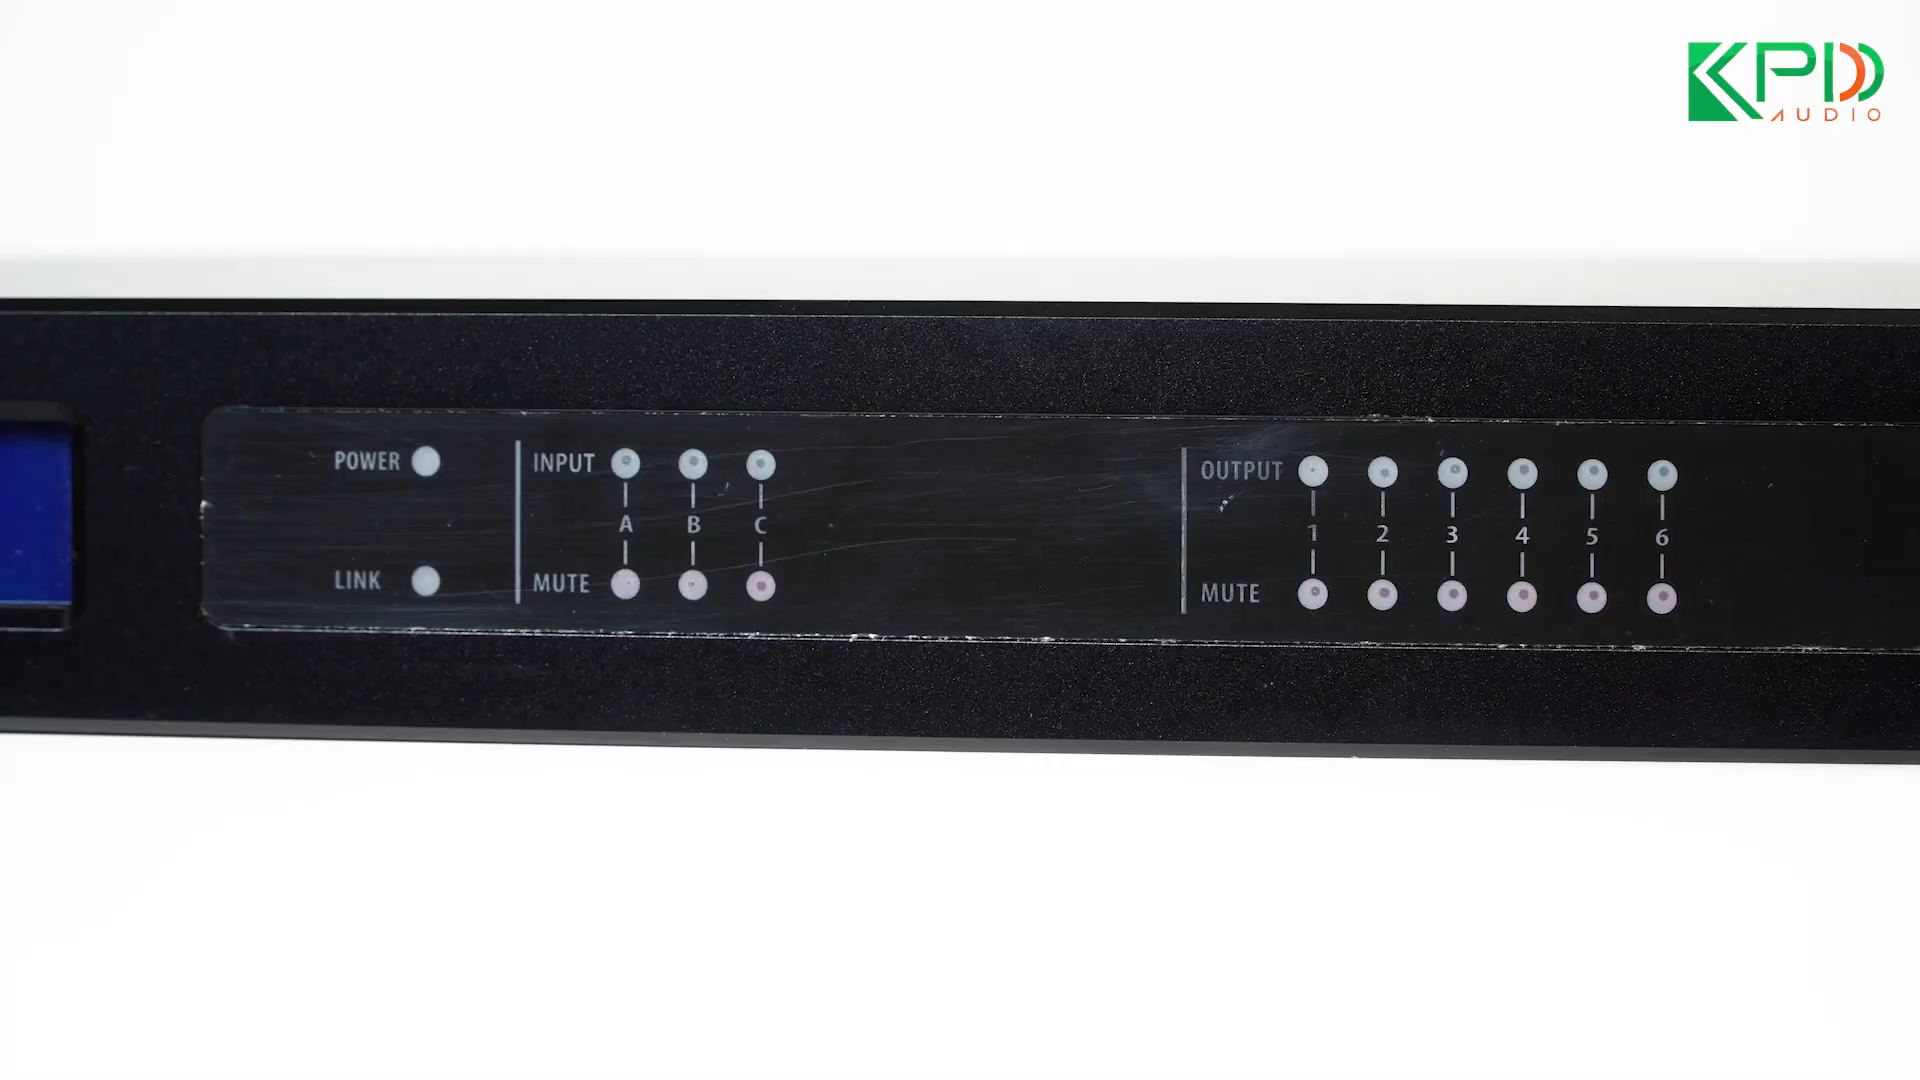 KPD
AUDIO
POWER
LINK
INPUT
A B C
MUTE
OUTPUT
1 2 3 4 5 6
MUTE